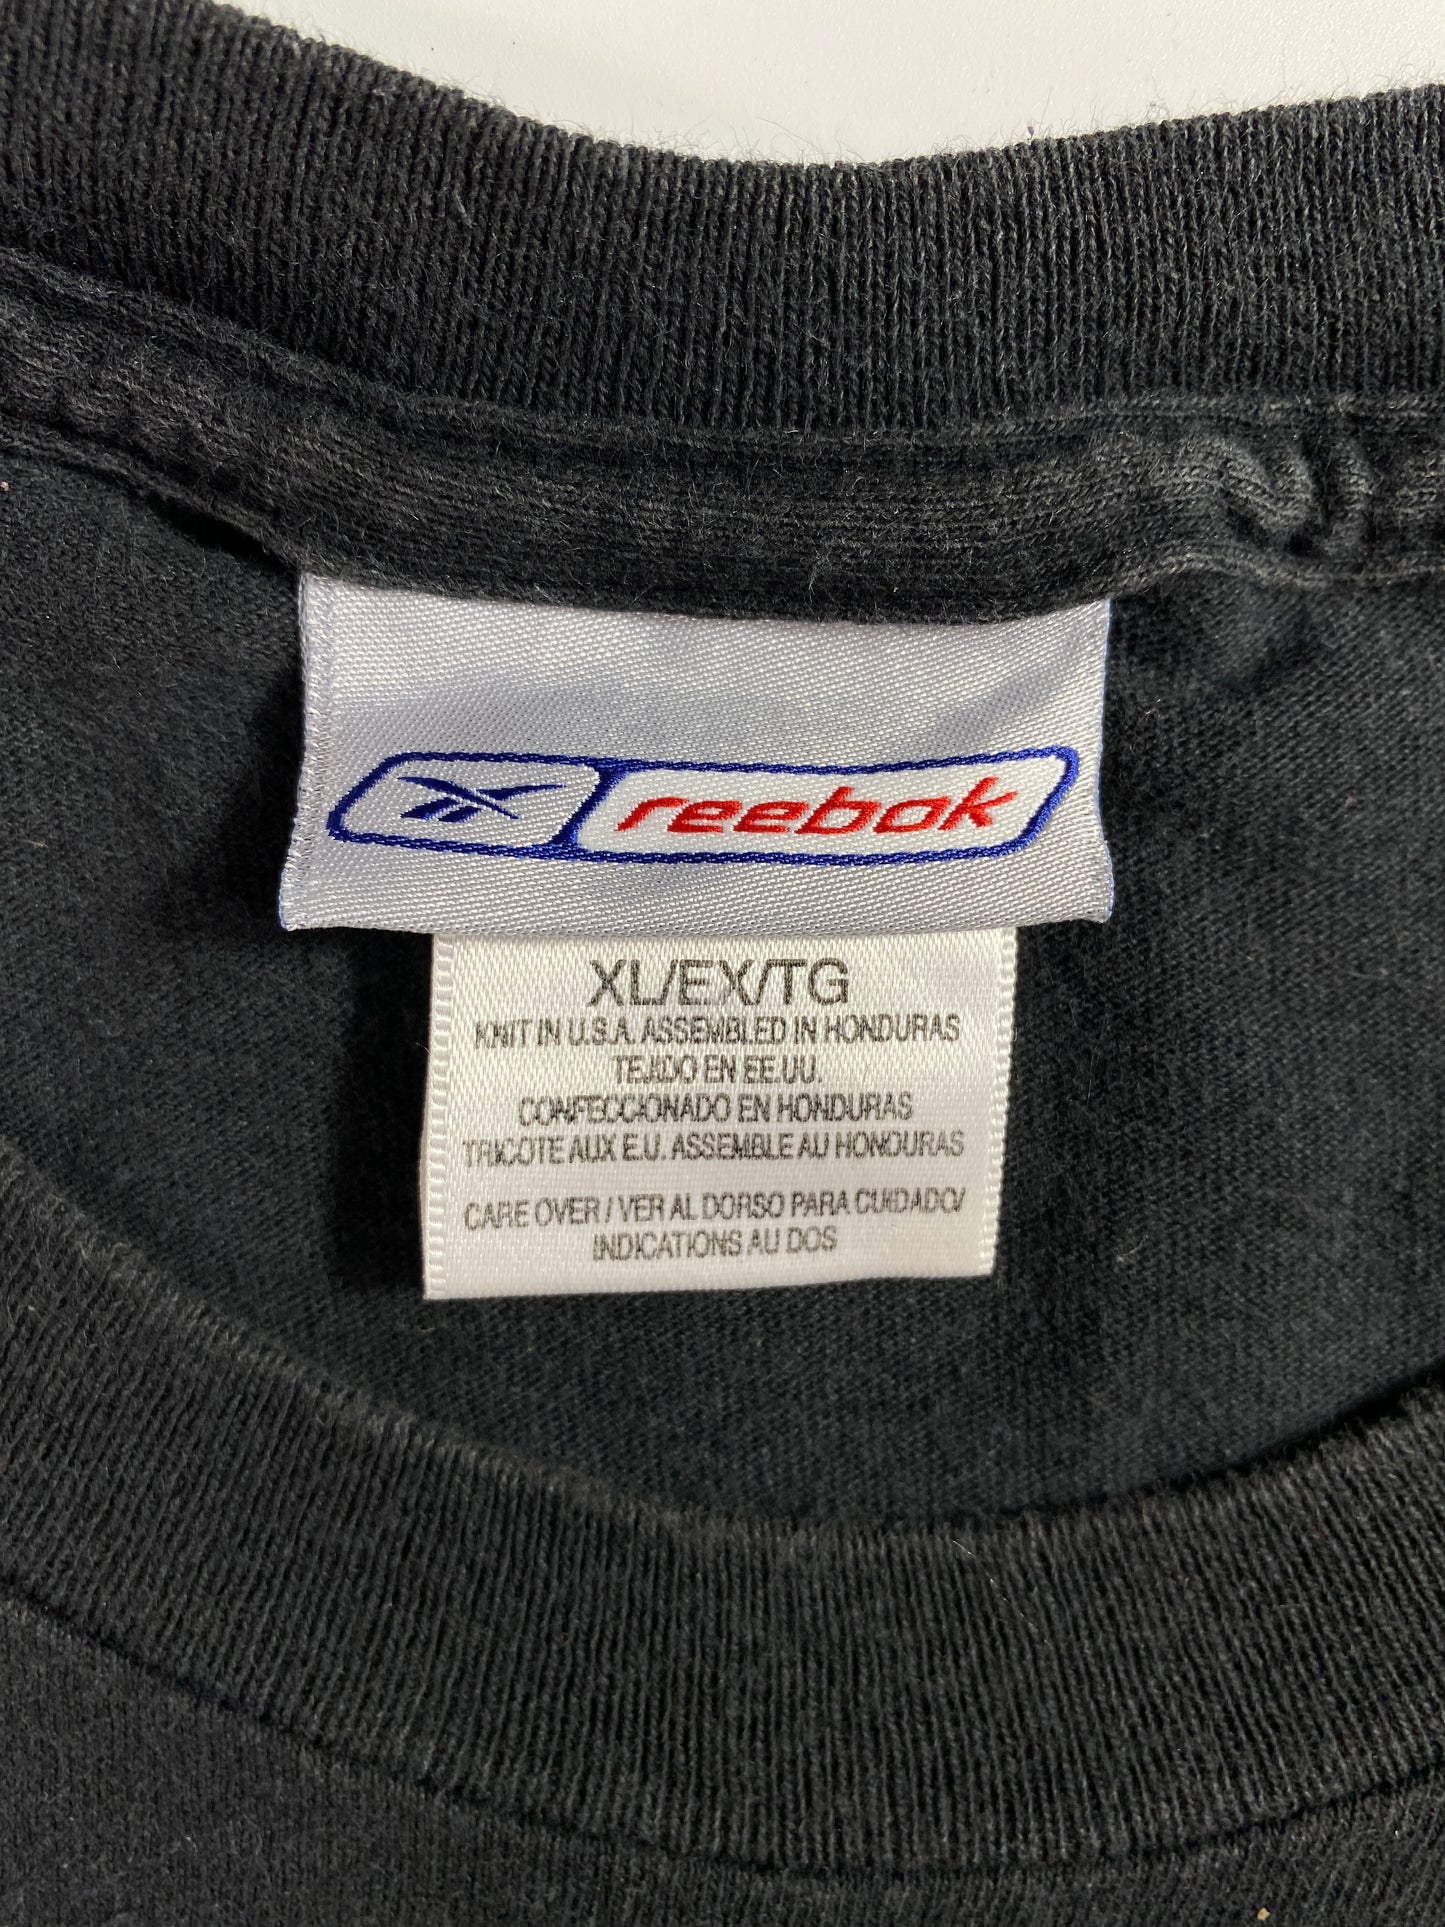 reebok
XL/EX/TG
KNIT IN U.S.A. ASSEMBLED IN HONDURAS
TEJIDO EN EE.UU.
CONFECCIONADO EN HONDURAS
TRICOTE AUX E.U. ASSEMBLE AU HONDURAS
CARE OVER / VER AL DORSO PARA CUIDADO/
INDICATIONS AU DOS